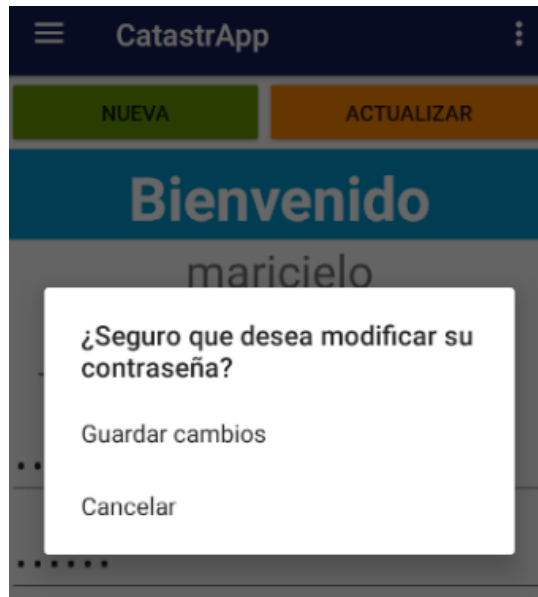 CatastrApp
NUEVA
ACTUALIZAR
Bienvenido
maricielo
¿Seguro que desea modificar su
contraseña?
Guardar cambios
Cancelar